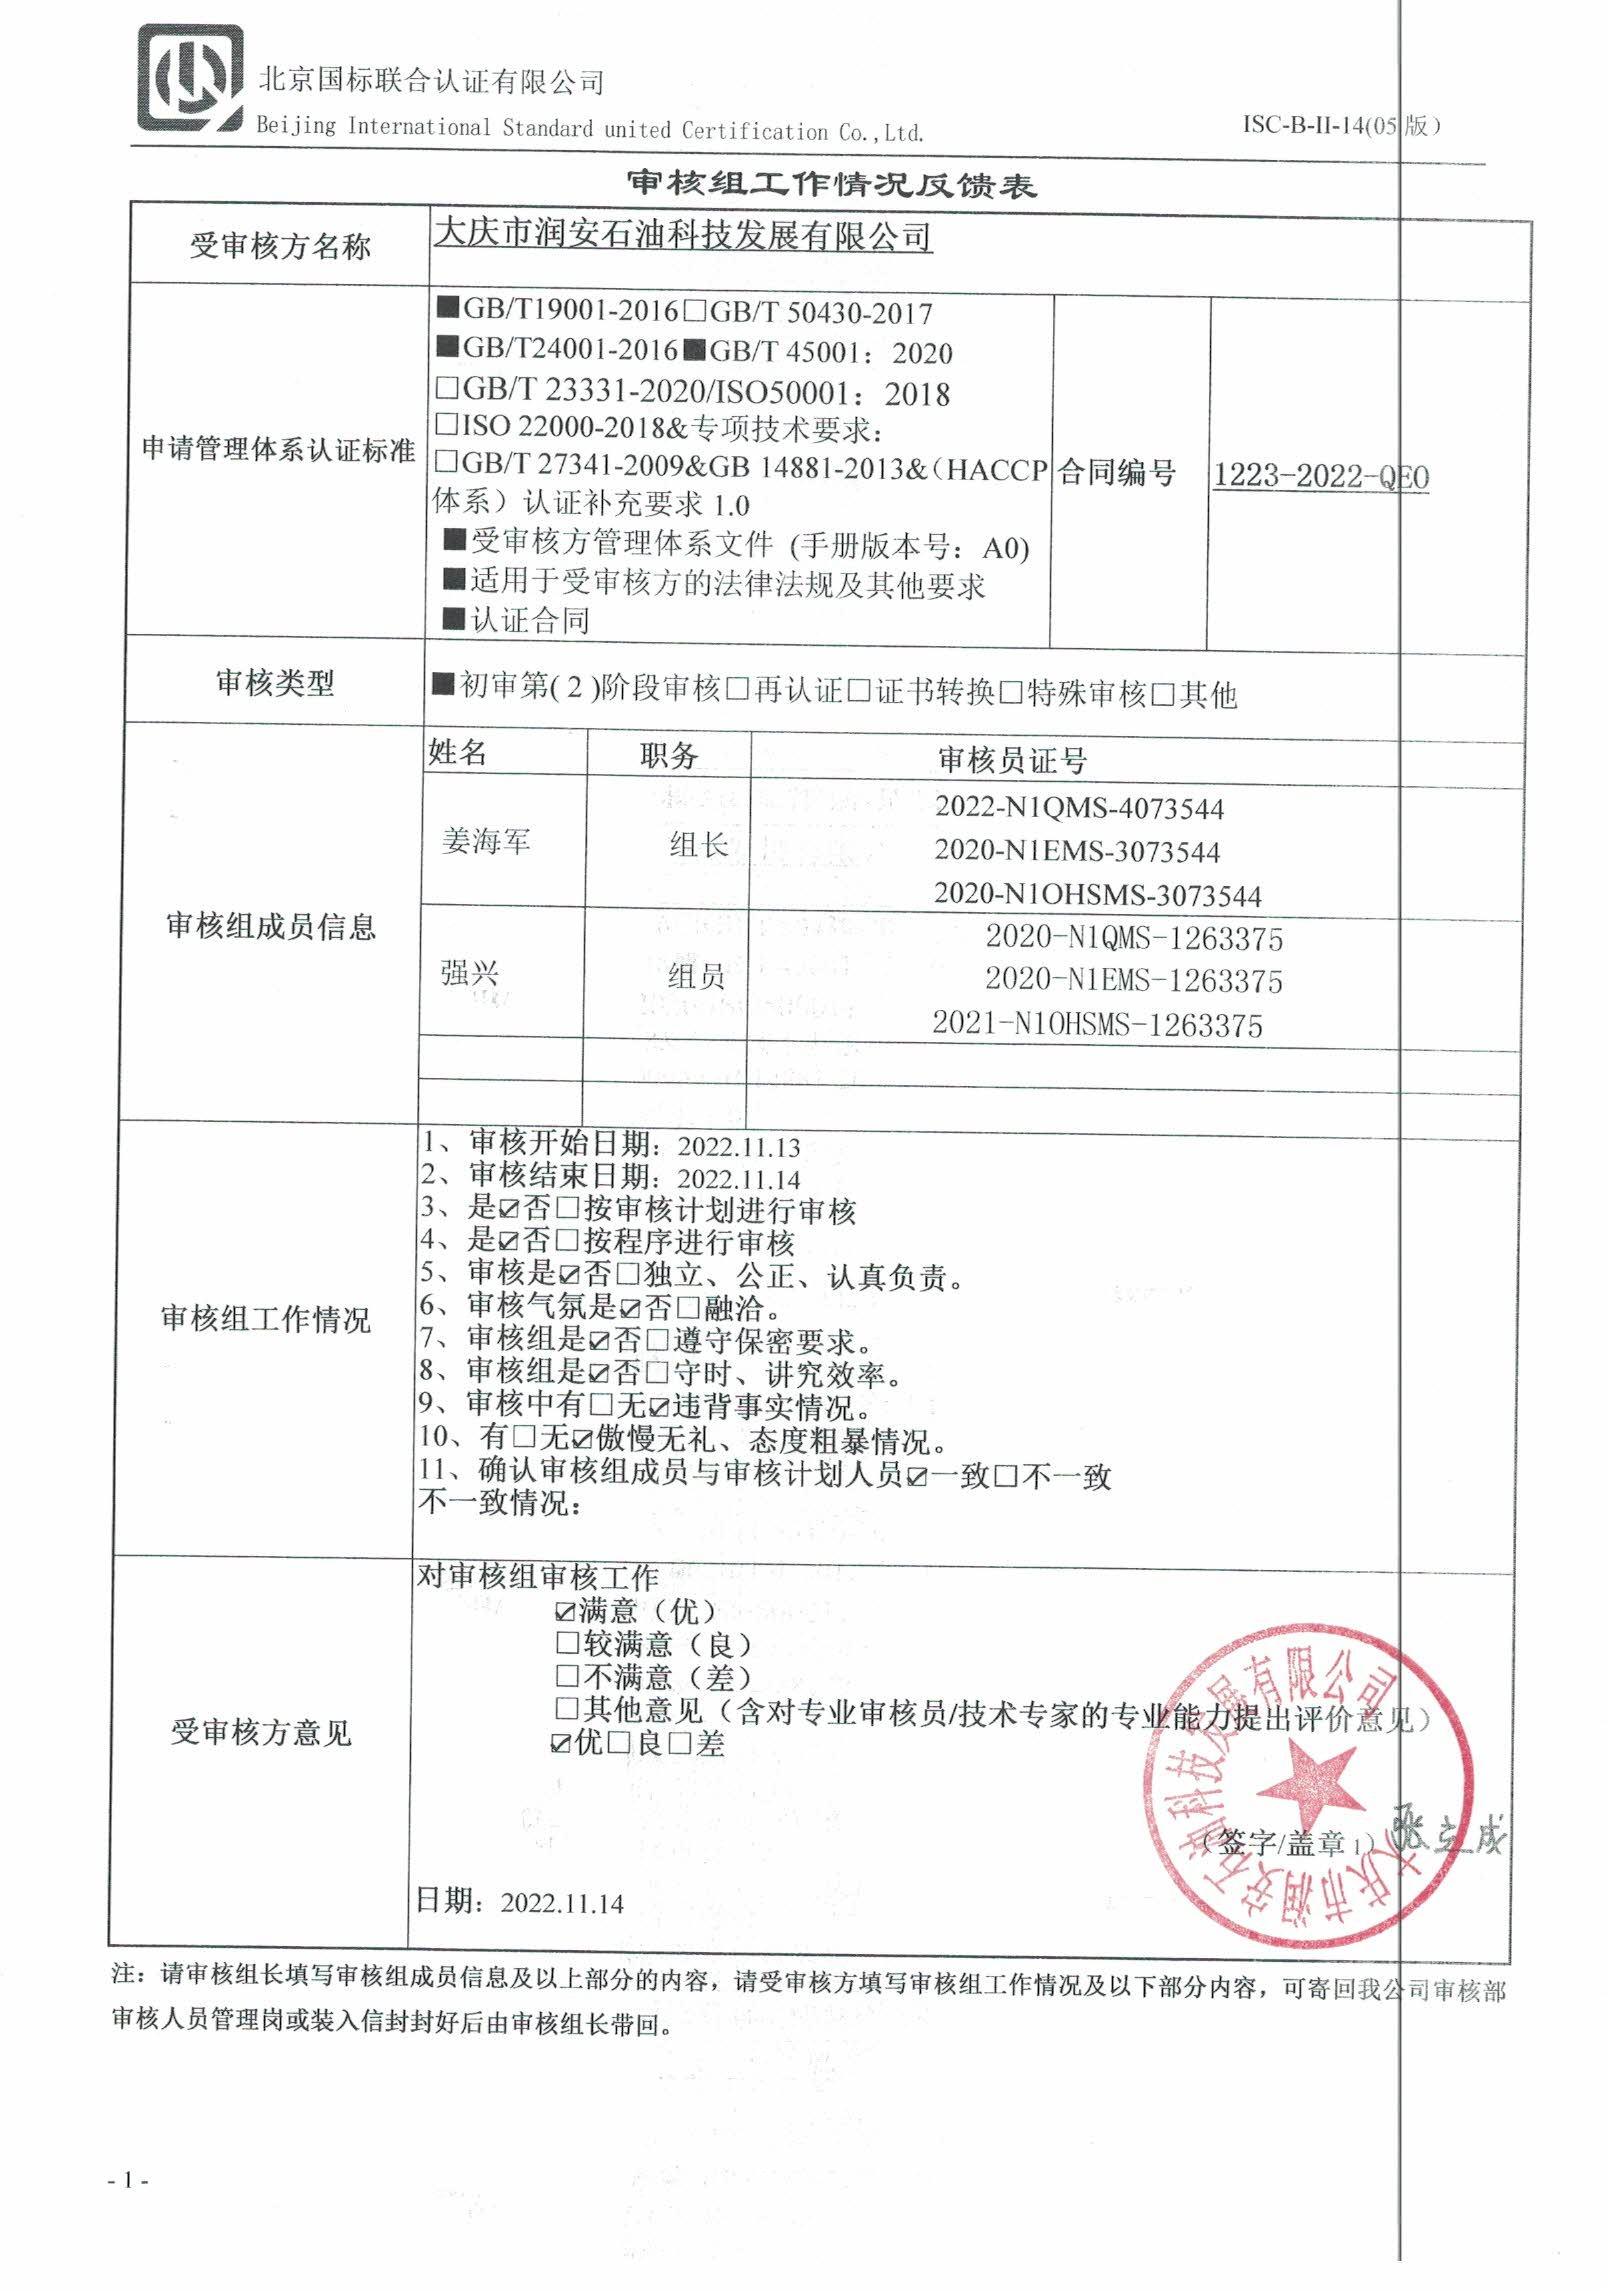 北京国标联合认证有限公司
Beijing International Standard united Certification Co.,Ltd.
ISC-B-II-14(05版)
审核组工作情况反馈表
受审核方名称
大庆市润安石油科技发展有限公司
申请管理体系认证标准
■GB/T19001-2016□GB/T 50430-2017
■GB/T24001-2016■GB/T 45001：2020
□GB/T 23331-2020/ISO50001：2018
□ISO 22000-2018&专项技术要求：
□GB/T 27341-2009&GB 14881-2013&（HACCP
体系）认证补充要求 1.0
■受审核方管理体系文件 (手册版本号：A0)
■适用于受审核方的法律法规及其他要求
■认证合同
合同编号
1223-2022-QEO
审核类型
■初审第( 2 )阶段审核□再认证□证书转换□特殊审核□其他
审核组成员信息
姓名 职务 审核员证号
姜海军 组长
2022-N1QMS-4073544
2020-N1EMS-3073544
2020-N1OHSMS-3073544
强兴 组员
2020-N1QMS-1263375
2020-N1EMS-1263375
2021-N1OHSMS-1263375
审核组工作情况
1、审核开始日期：2022.11.13
2、审核结束日期：2022.11.14
3、是☑否□按审核计划进行审核
4、是☑否□按程序进行审核
5、审核是☑否□独立、公正、认真负责。
6、审核气氛是☑否□融洽。
7、审核组是☑否□遵守保密要求。
8、审核组是☑否□守时、讲究效率。
9、审核中有□无☑违背事实情况。
10、有□无☑傲慢无礼、态度粗暴情况。
11、确认审核组成员与审核计划人员☑一致□不一致
不一致情况：
受审核方意见
对审核组审核工作
☑满意（优）
□较满意（良）
□不满意（差）
□其他意见（含对专业审核员/技术专家的专业能力提出评价意见）
☑优□良□差
大庆市润安石油科技发展有限公司
（签字/盖章）张立成
日期：2022.11.14
注：请审核组长填写审核组成员信息及以上部分的内容，请受审核方填写审核组工作情况及以下部分内容，可寄回我公司审核部
审核人员管理岗或装入信封封好后由审核组长带回。
- 1 -